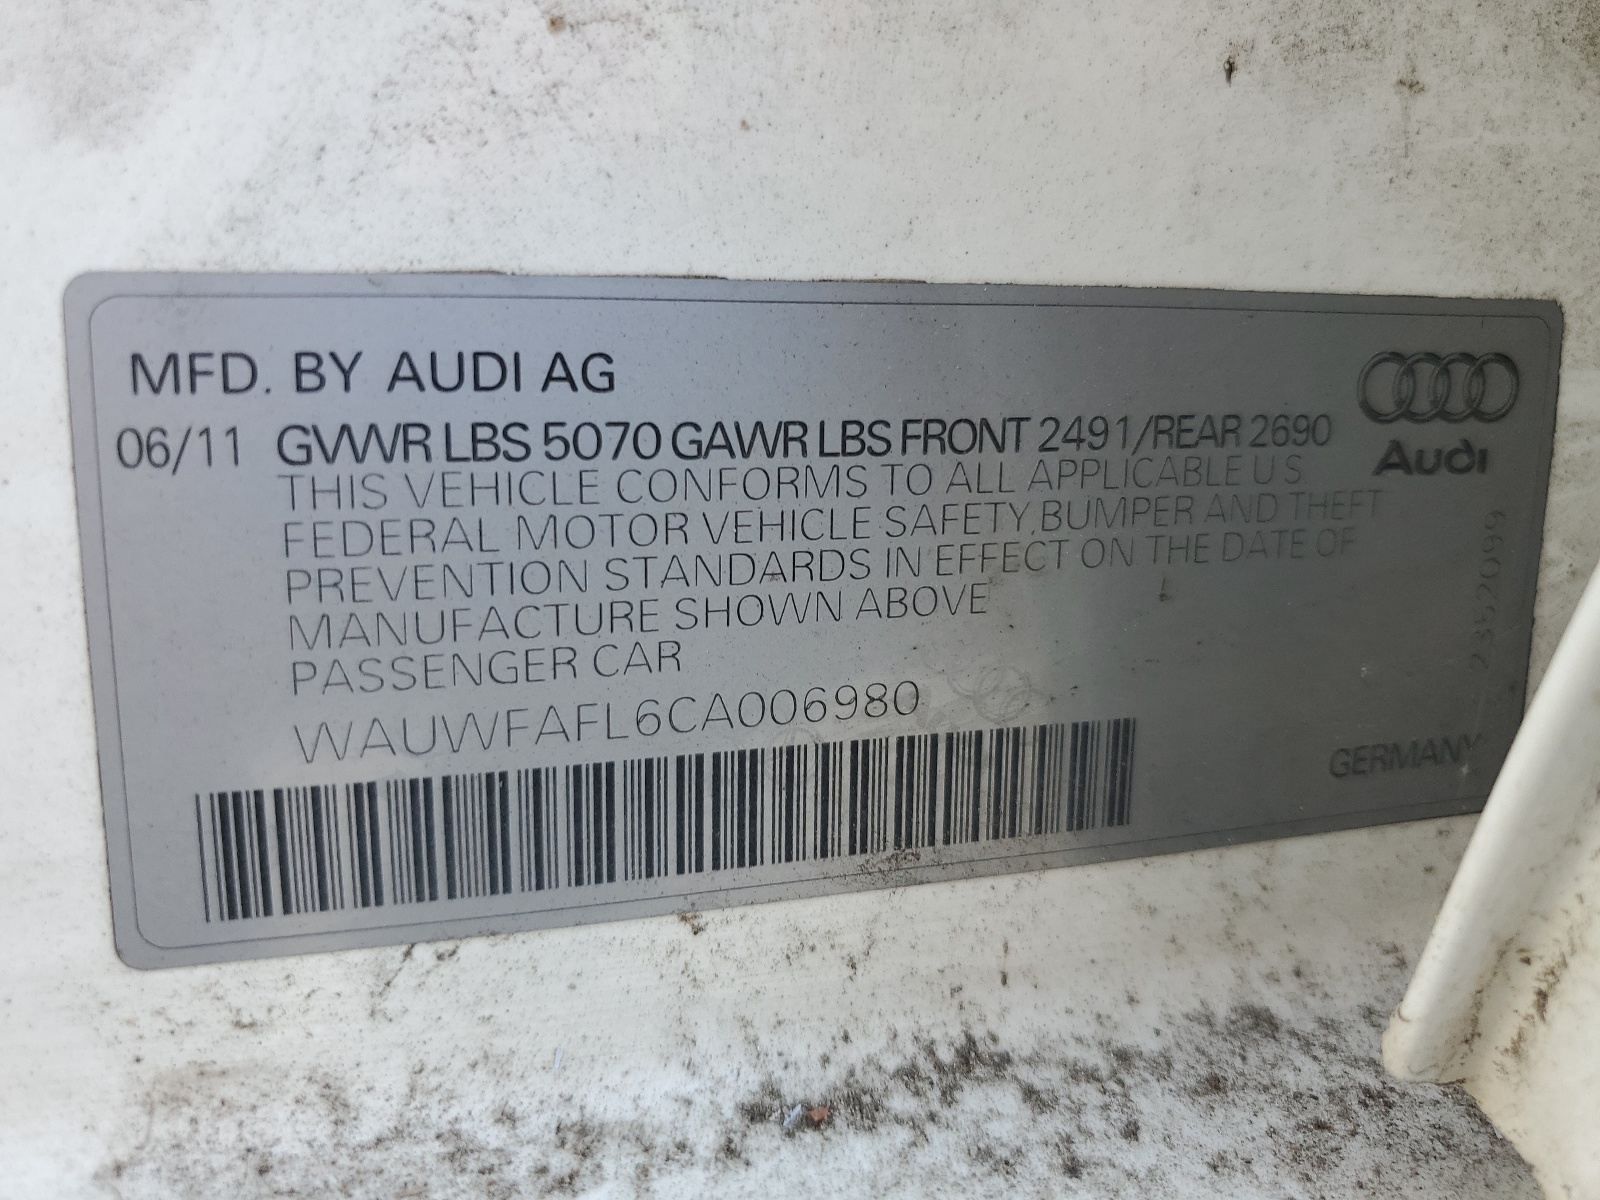 MFD. BY AUDI AG
06/11 GVWR LBS 5070 GAWR LBS FRONT 2491/REAR 2690
THIS VEHICLE CONFORMS TO ALL APPLICABLE U.S.
FEDERAL MOTOR VEHICLE SAFETY, BUMPER AND THEFT
PREVENTION STANDARDS IN EFFECT ON THE DATE OF
MANUFACTURE SHOWN ABOVE
PASSENGER CAR
WAUWFAFL6CA006980
Audi
2352099
GERMANY